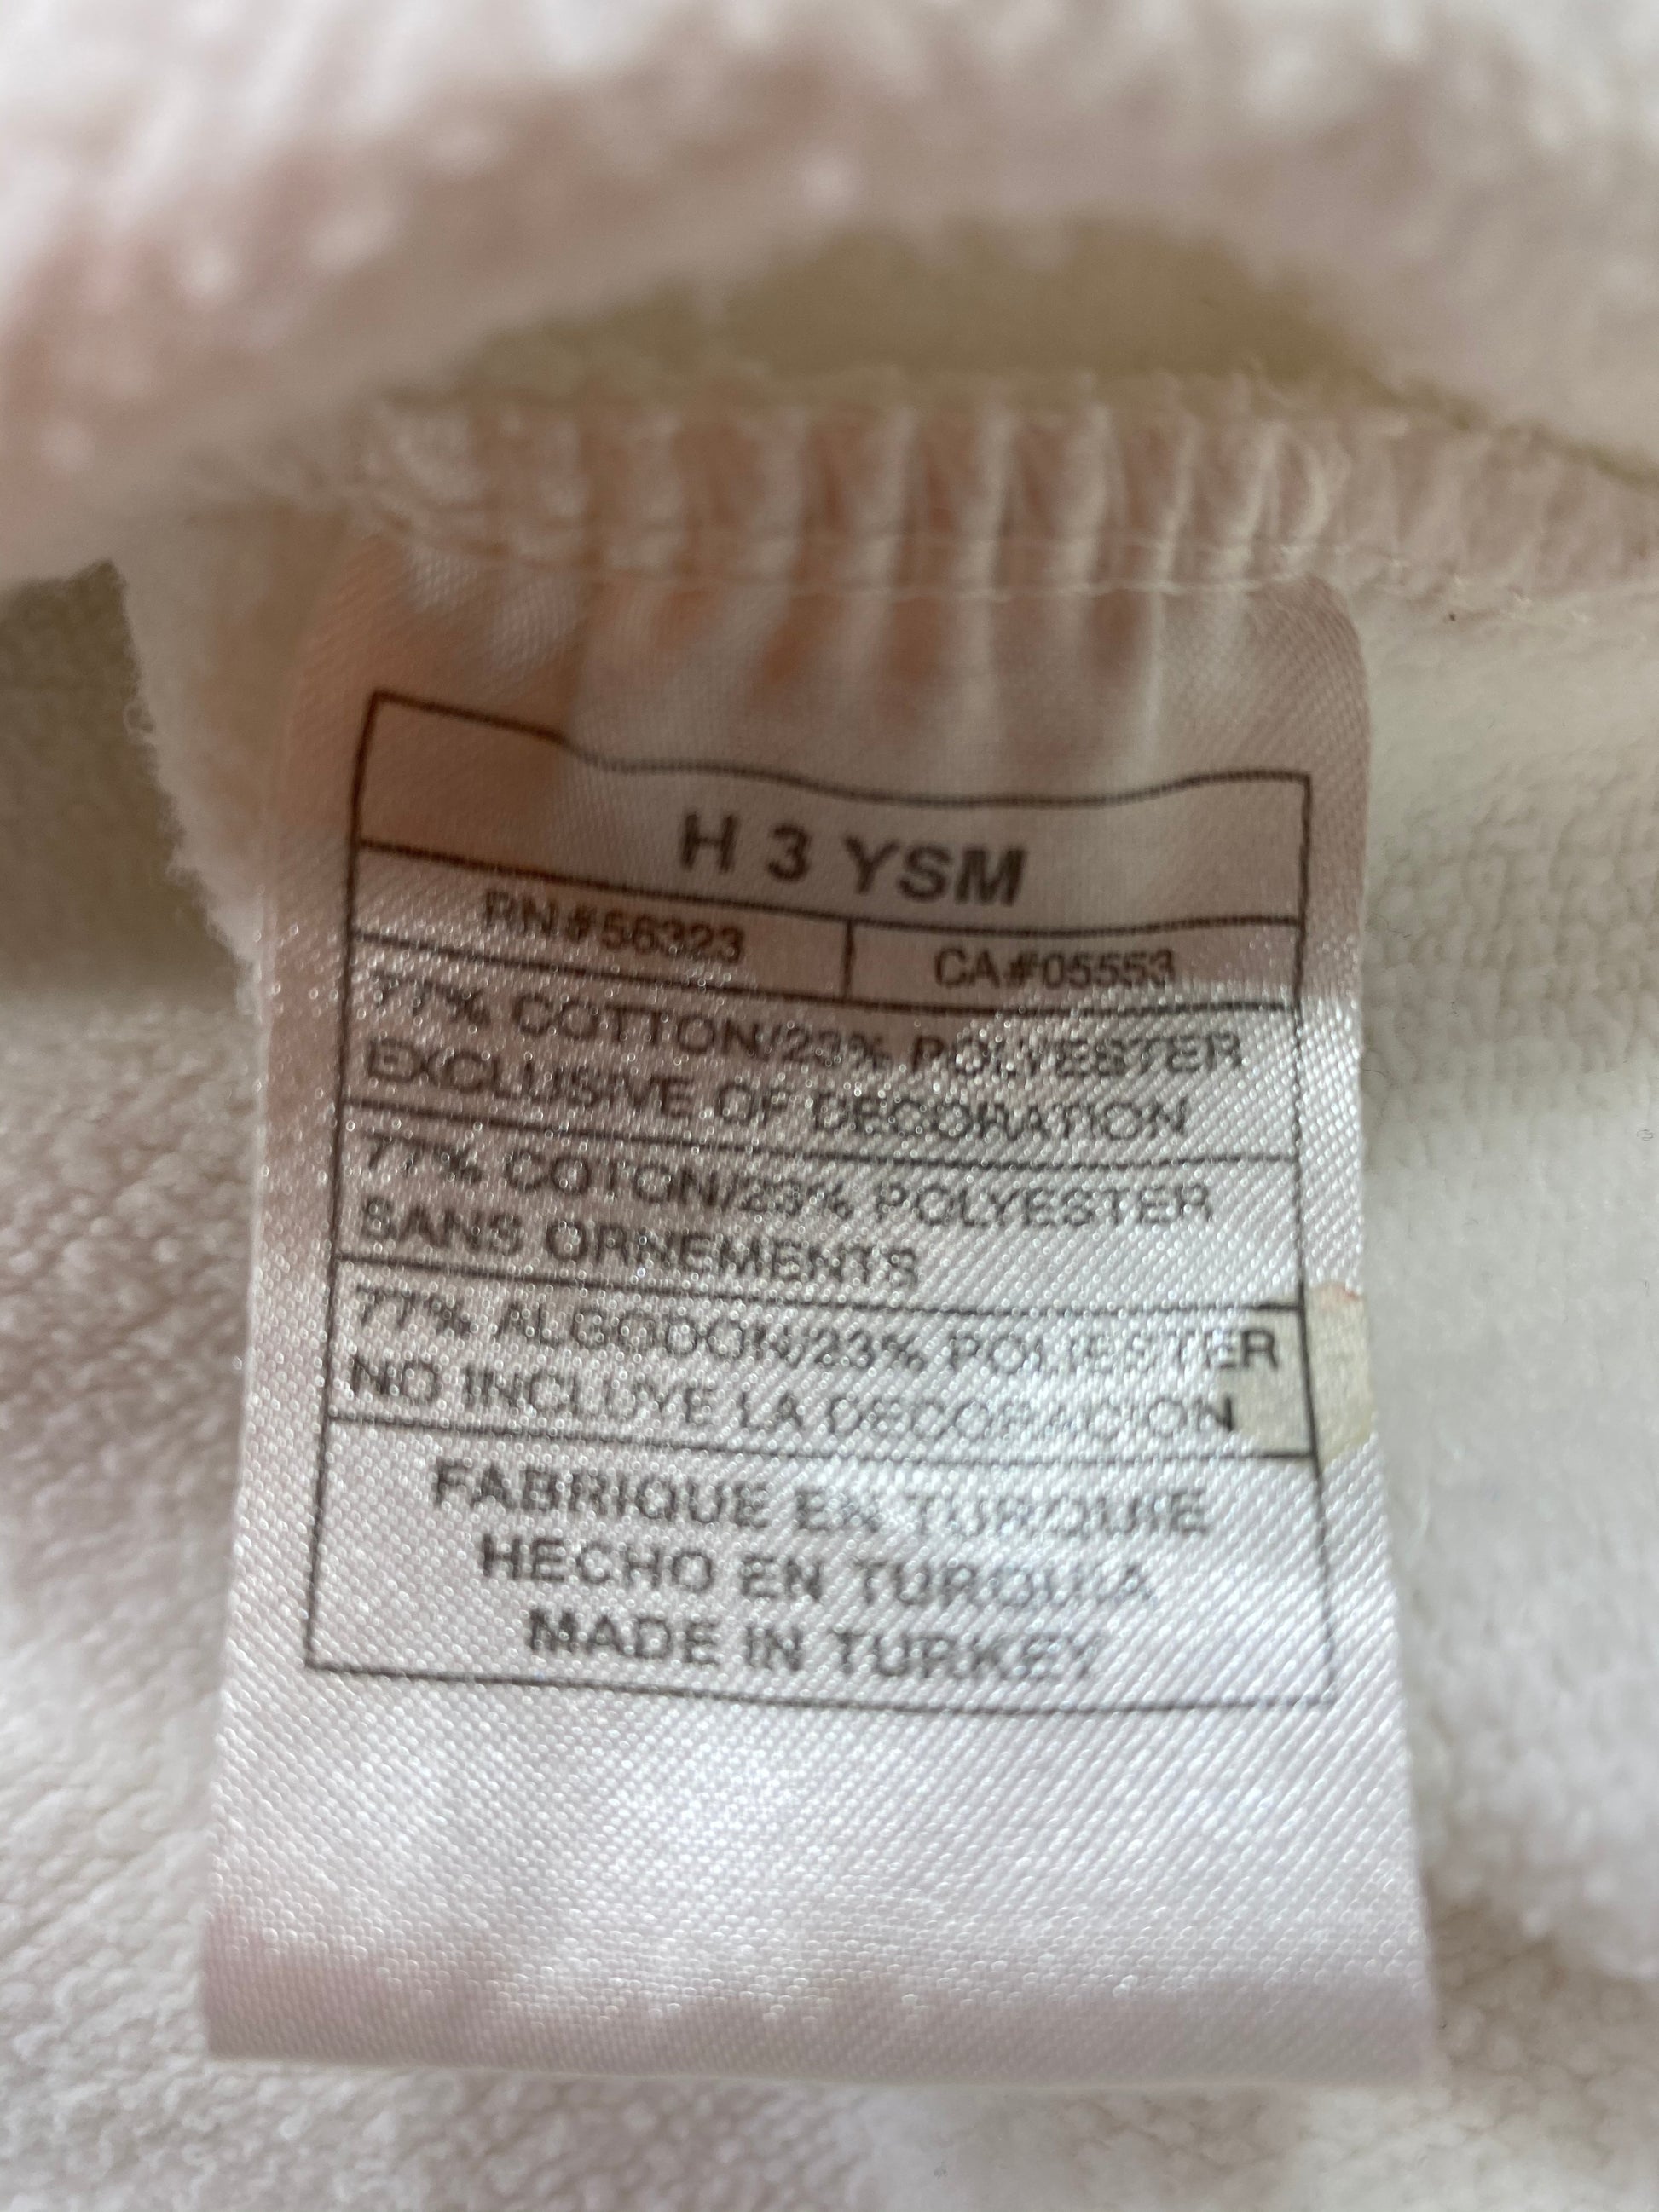 H 3 YSM
RN#56323 CA#05553
77% COTTON/23% POLYESTER
EXCLUSIVE OF DECORATION
77% COTON/23% POLYESTER
SANS ORNEMENTS
77% ALGODON/23% POLIESTER
NO INCLUYE LA DECORACION
FABRIQUE EN TURQUIE
HECHO EN TURQUIA
MADE IN TURKEY